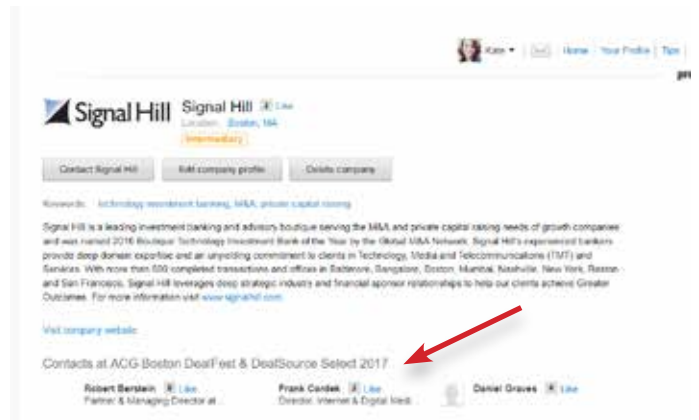 Kate Home Your Profile Tips
Signal Hill Signal Hill Like
Location: Boston, MA
Intermediary
Contact Signal Hill Edit company profile Delete company
Keywords: technology investment banking, M&A, private capital raising
Signal Hill is a leading investment banking and advisory boutique serving the M&A and private capital raising needs of growth companies
and was named 2016 Boutique Technology Investment Bank of the Year by the Global M&A Network. Signal Hill's experienced bankers
provide deep domain expertise and an unyielding commitment to clients in Technology, Media and Telecommunications (TMT) and
Services. With more than 600 completed transactions and offices in Baltimore, Bangalore, Boston, Mumbai, Nashville, New York, Reston
and San Francisco, Signal Hill leverages deep strategic industry and financial sponsor relationships to help our clients achieve Greater
Outcomes. For more information visit www.signalhill.com.
Visit company website
Contacts at ACG Boston DealFest & DealSource Select 2017
Robert Berstein Like Frank Cordek Like Daniel Graves Like
Partner & Managing Director at ... Director, Internet & Digital Medi...